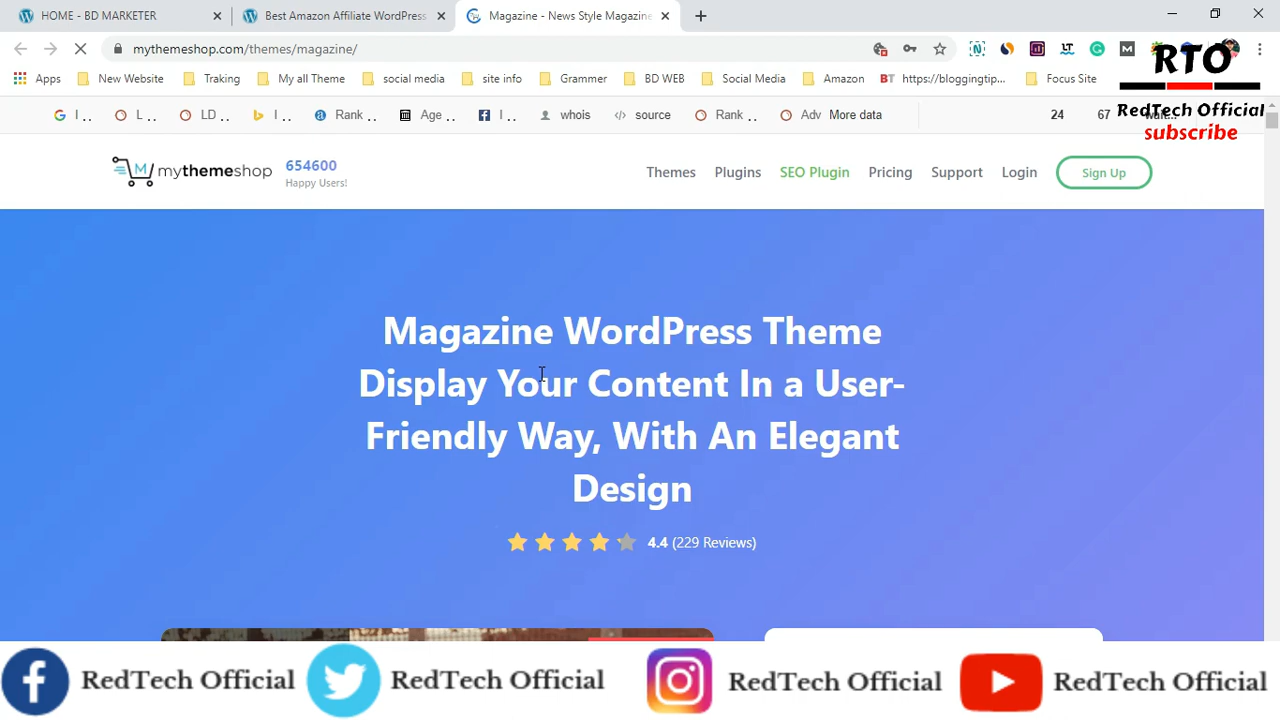 HOME - BD MARKETER
Best Amazon Affiliate WordPress
Magazine - News Style Magazine
mythemeshop.com/themes/magazine/
Apps New Website Traking My all Theme social media site info Grammer BD WEB Social Media Amazon BT https://bloggingtip... Focus Site
RTO
RedTech Official
subscribe
G I .. L .. LD .. I .. Rank .. Age .. I .. whois source Rank .. Adv More data 24 67
mythemeshop
654600
Happy Users!
Themes Plugins SEO Plugin Pricing Support Login Sign Up
Magazine WordPress Theme
Display Your Content In a User-
Friendly Way, With An Elegant
Design
4.4 (229 Reviews)
RedTech Official RedTech Official RedTech Official RedTech Official